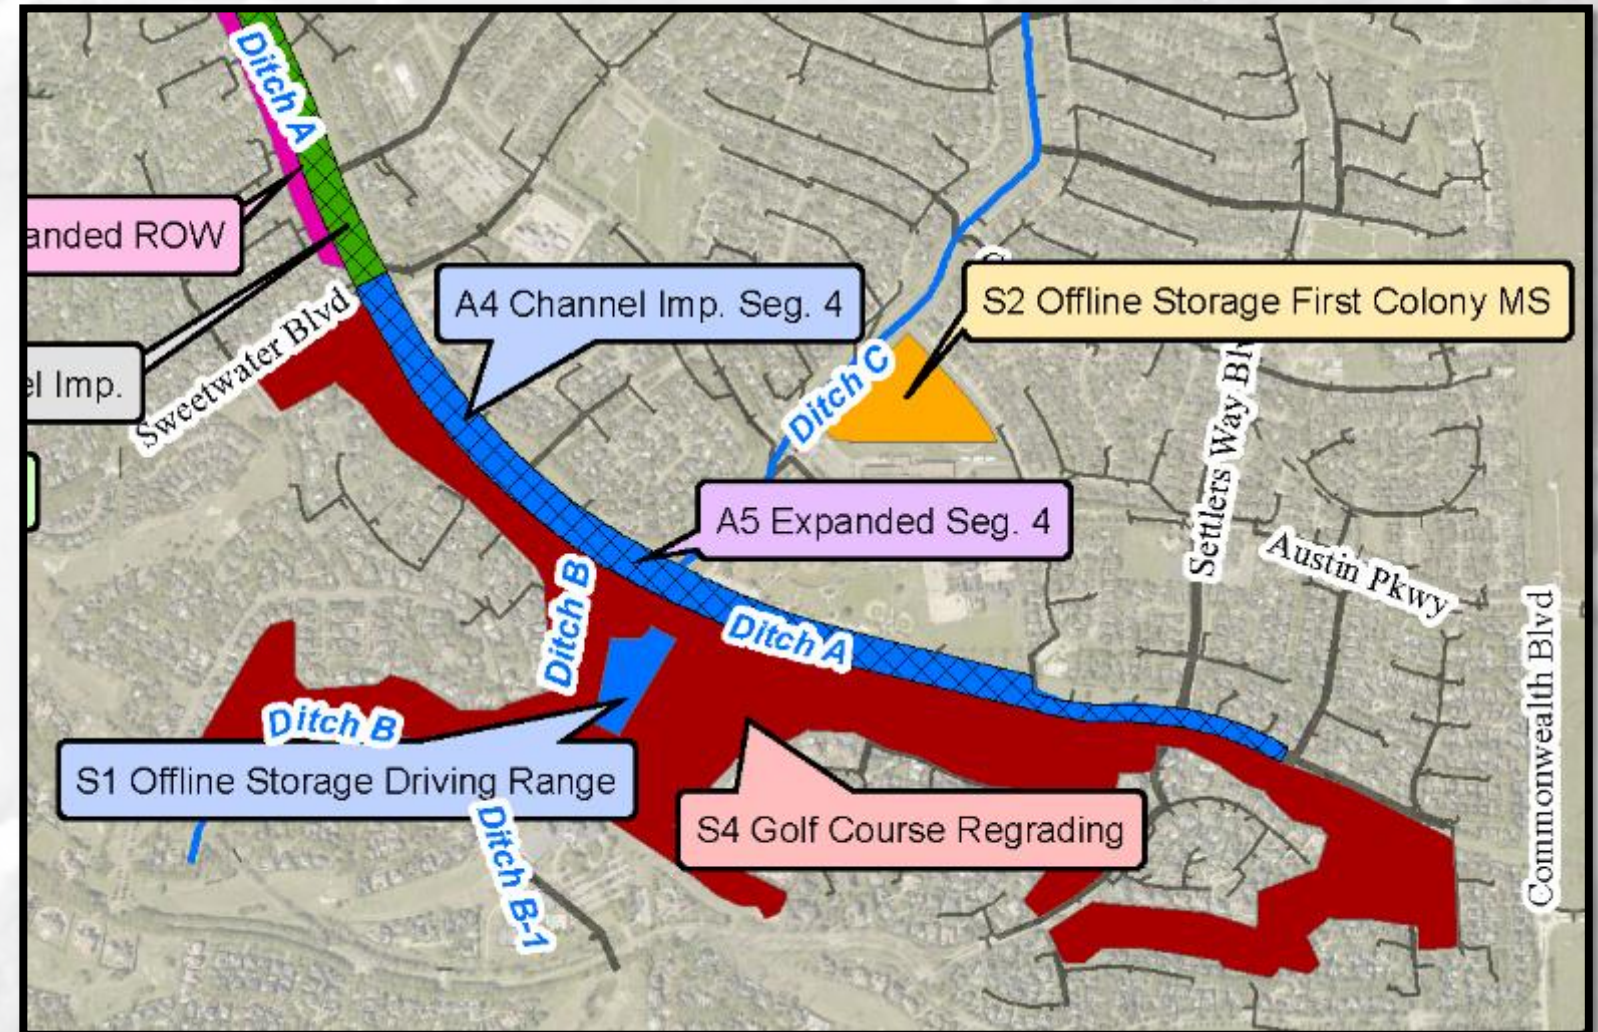 Ditch A
anded ROW
A4 Channel Imp. Seg. 4
S2 Offline Storage First Colony MS
el Imp.
Sweetwater Blvd
Ditch C
Settlers Way Blv
A5 Expanded Seg. 4
Austin Pkwy
Ditch B
Ditch A
Commonwealth Blvd
Ditch B
S1 Offline Storage Driving Range
S4 Golf Course Regrading
Ditch B-1